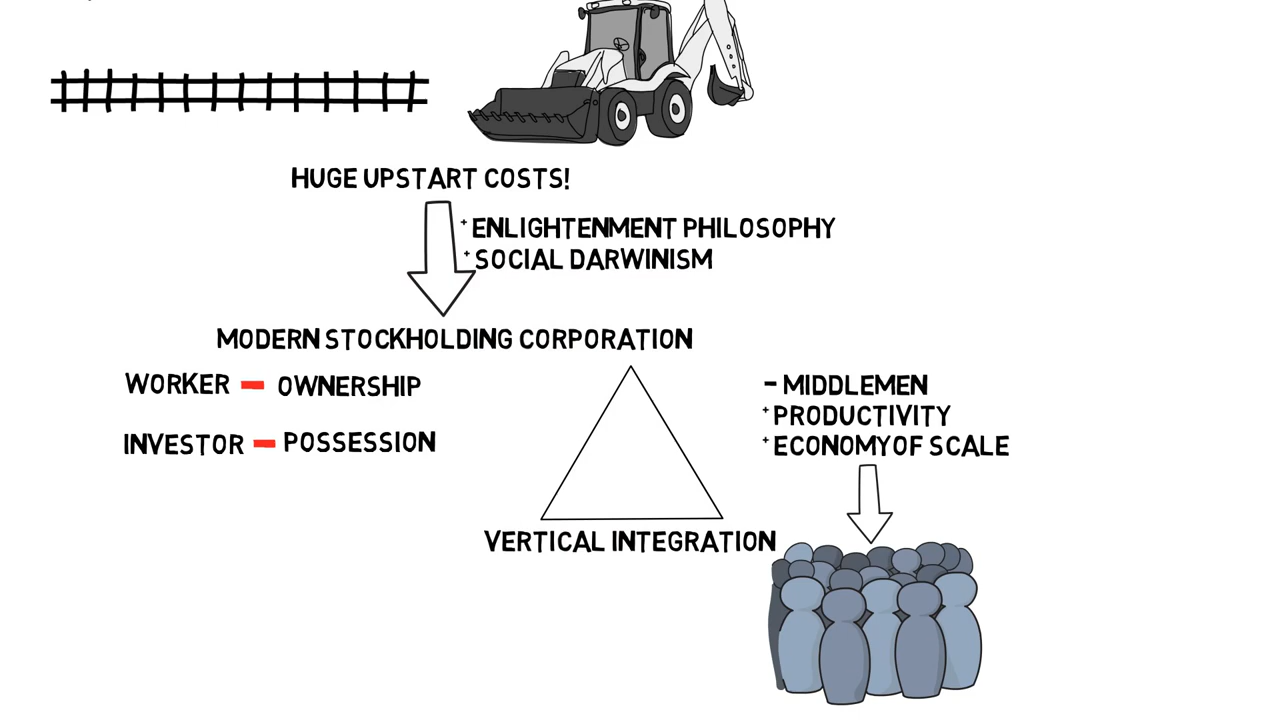 HUGE UPSTART COSTS!
+ ENLIGHTENMENT PHILOSOPHY
+ SOCIAL DARWINISM
MODERN STOCKHOLDING CORPORATION
WORKER - OWNERSHIP
INVESTOR - POSSESSION
- MIDDLEMEN
+ PRODUCTIVITY
+ ECONOMY OF SCALE
VERTICAL INTEGRATION